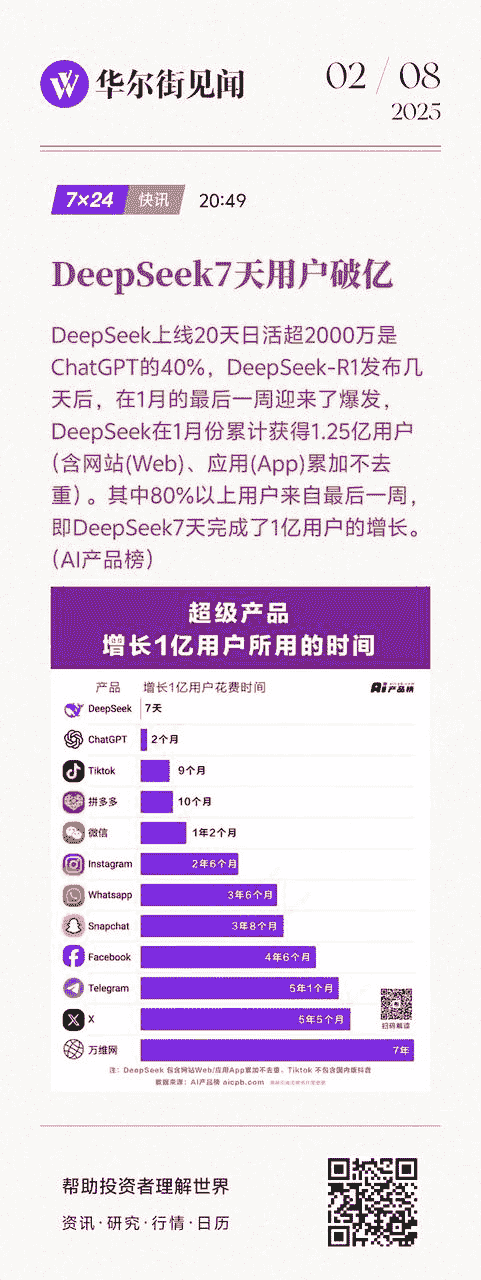 华尔街见闻
02 / 08
2025
7×24 快讯 20:49
DeepSeek7天用户破亿
DeepSeek上线20天日活超2000万是
ChatGPT的40%，DeepSeek-R1发布几
天后，在1月的最后一周迎来了爆发，
DeepSeek在1月份累计获得1.25亿用户
(含网站(Web)、应用(App)累加不去
重)。其中80%以上用户来自最后一周，
即DeepSeek7天完成了1亿用户的增长。
(AI产品榜)
超级产品
增长1亿用户所用的时间
产品 增长1亿用户花费时间 Ai产品榜
DeepSeek 7天
ChatGPT 2个月
Tiktok 9个月
拼多多 10个月
微信 1年2个月
Instagram 2年6个月
Whatsapp 3年6个月
Snapchat 3年8个月
Facebook 4年6个月
Telegram 5年1个月
X 5年5个月
扫码解读
万维网 7年
注：DeepSeek 包含网站Web/应用App累加不去重、Tiktok 不包含国内版抖音
数据来源：AI产品榜 aicpb.com
帮助投资者理解世界
资讯·研究·行情·日历